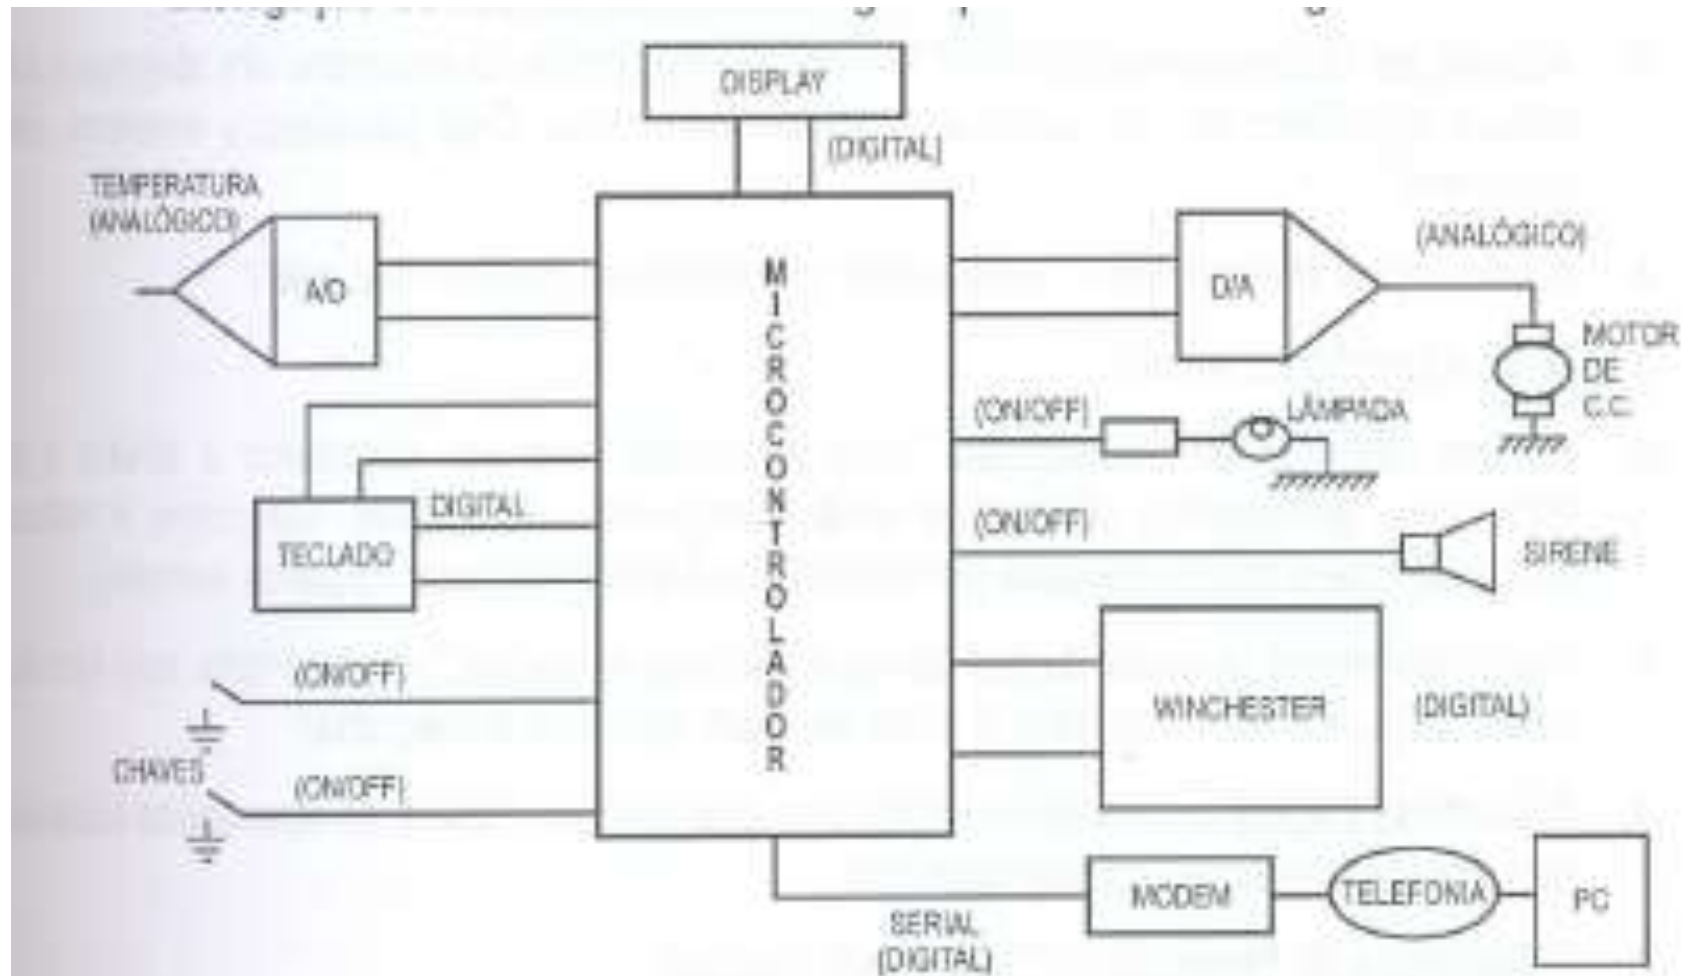 DISPLAY
(DIGITAL)
TEMPERATURA
(ANALÓGICO)
A/D
MICROCONTROLADOR
D/A
(ANALÓGICO)
MOTOR
DE
C.C.
(ON/OFF)
LÂMPADA
DIGITAL
TECLADO
(ON/OFF)
SIRENE
(ON/OFF)
CHAVES
(ON/OFF)
WINCHESTER
(DIGITAL)
SERIAL
(DIGITAL)
MODEM
TELEFONIA
PC